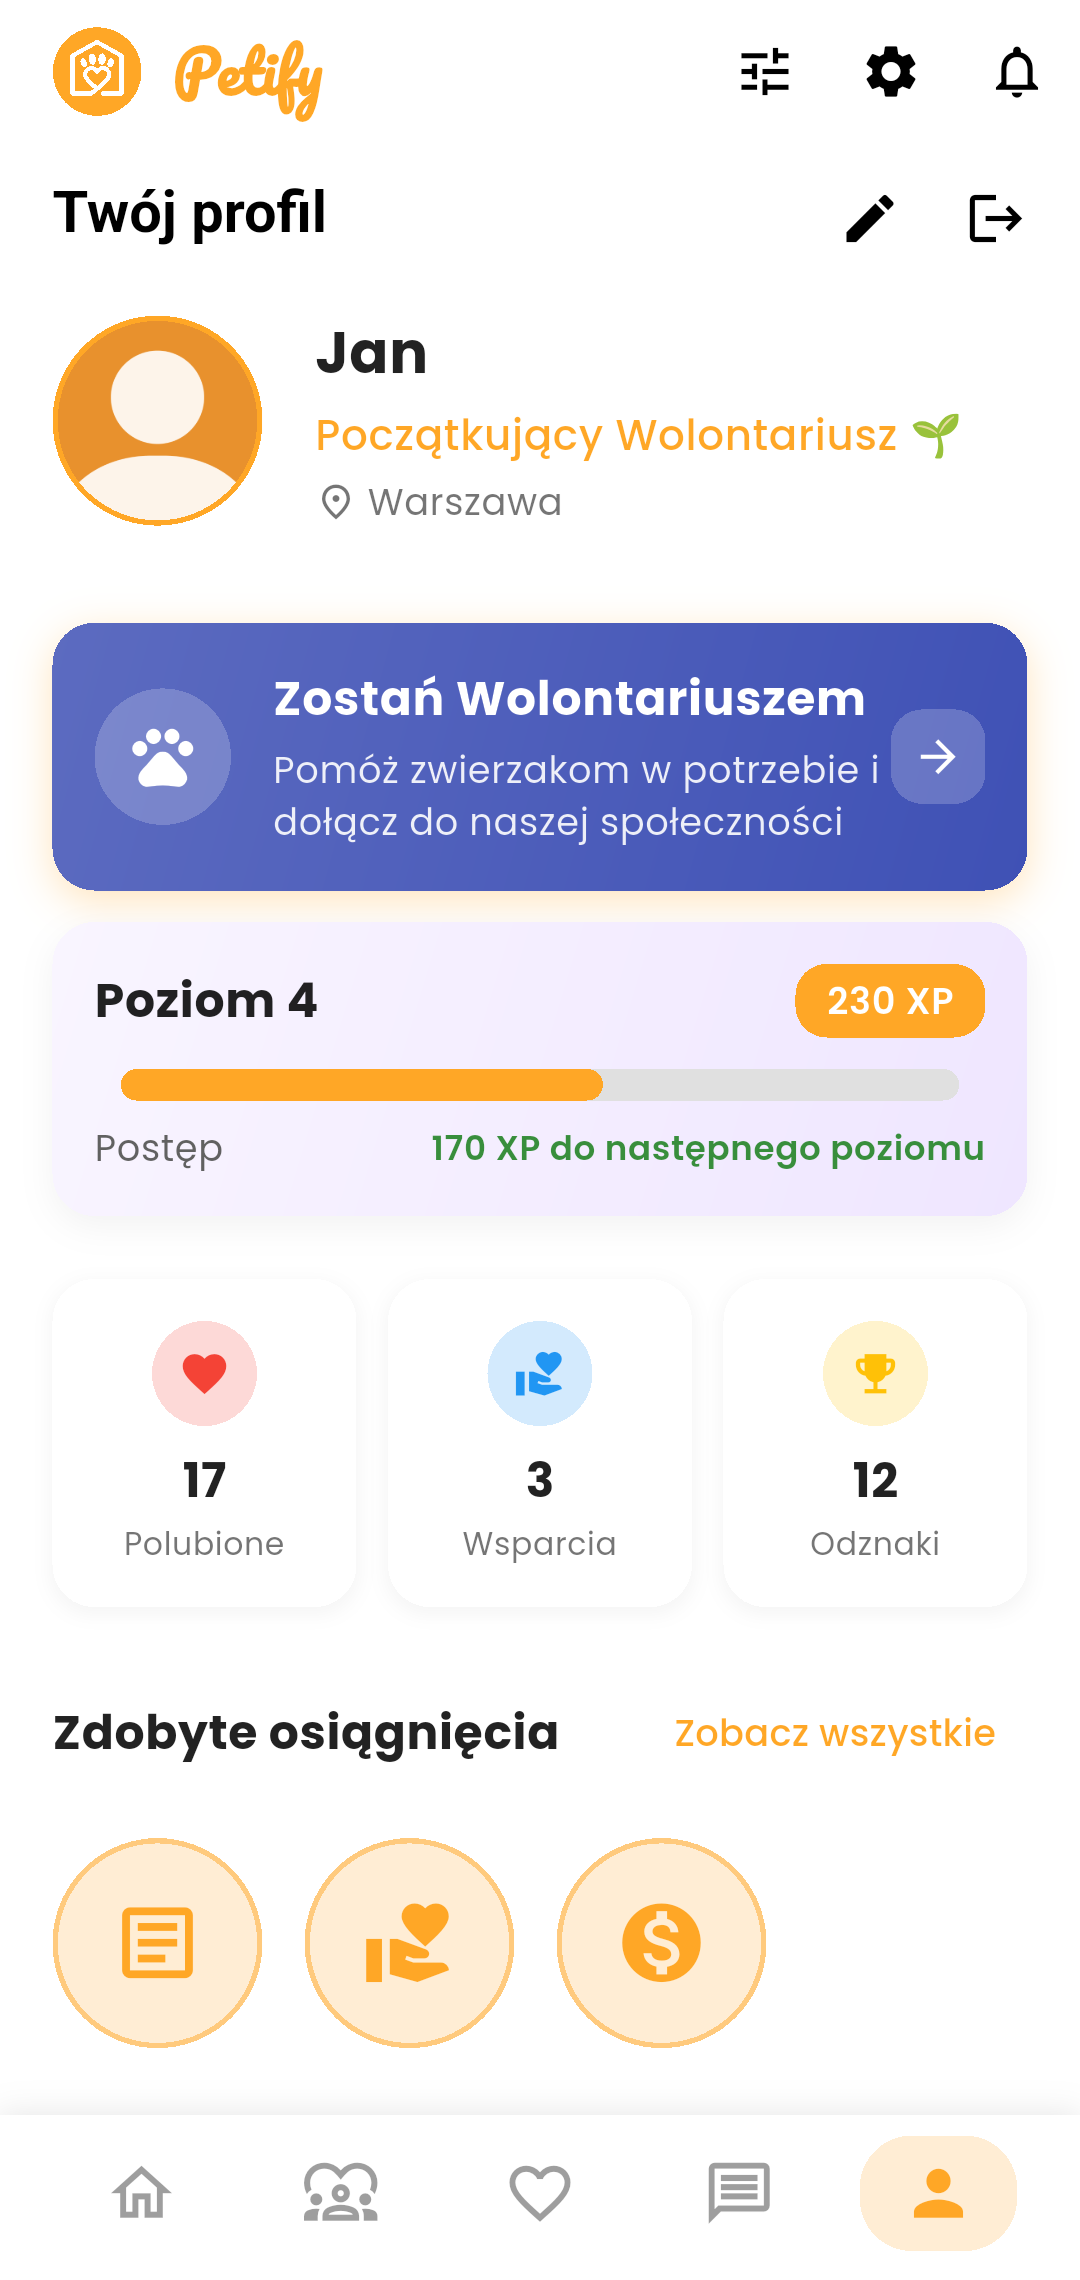 Petify
Twój profil
Jan
Początkujący Wolontariusz 🌱
Warszawa
Zostań Wolontariuszem
Pomóż zwierzakom w potrzebie i
dołącz do naszej społeczności
Poziom 4
230 XP
Postęp
170 XP do następnego poziomu
17
Polubione
3
Wsparcia
12
Odznaki
Zdobyte osiągnięcia
Zobacz wszystkie